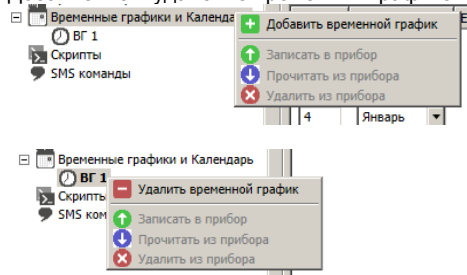 Временные графики и Календа
Добавить временной график
ВГ 1
Скрипты
Записать в прибор
SMS команды
Прочитать из прибора
Удалить из прибора
4 Январь
Временные графики и Календарь
ВГ 1
Удалить временной график
Скрипты
SMS ком
Записать в прибор
Прочитать из прибора
Удалить из прибора